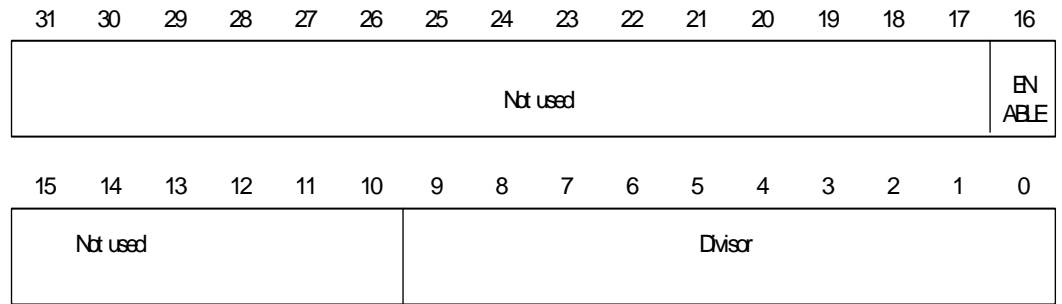 31 30 29 28 27 26 25 24 23 22 21 20 19 18 17 16
Not used
EN
ABLE
15 14 13 12 11 10 9 8 7 6 5 4 3 2 1 0
Not used Divisor